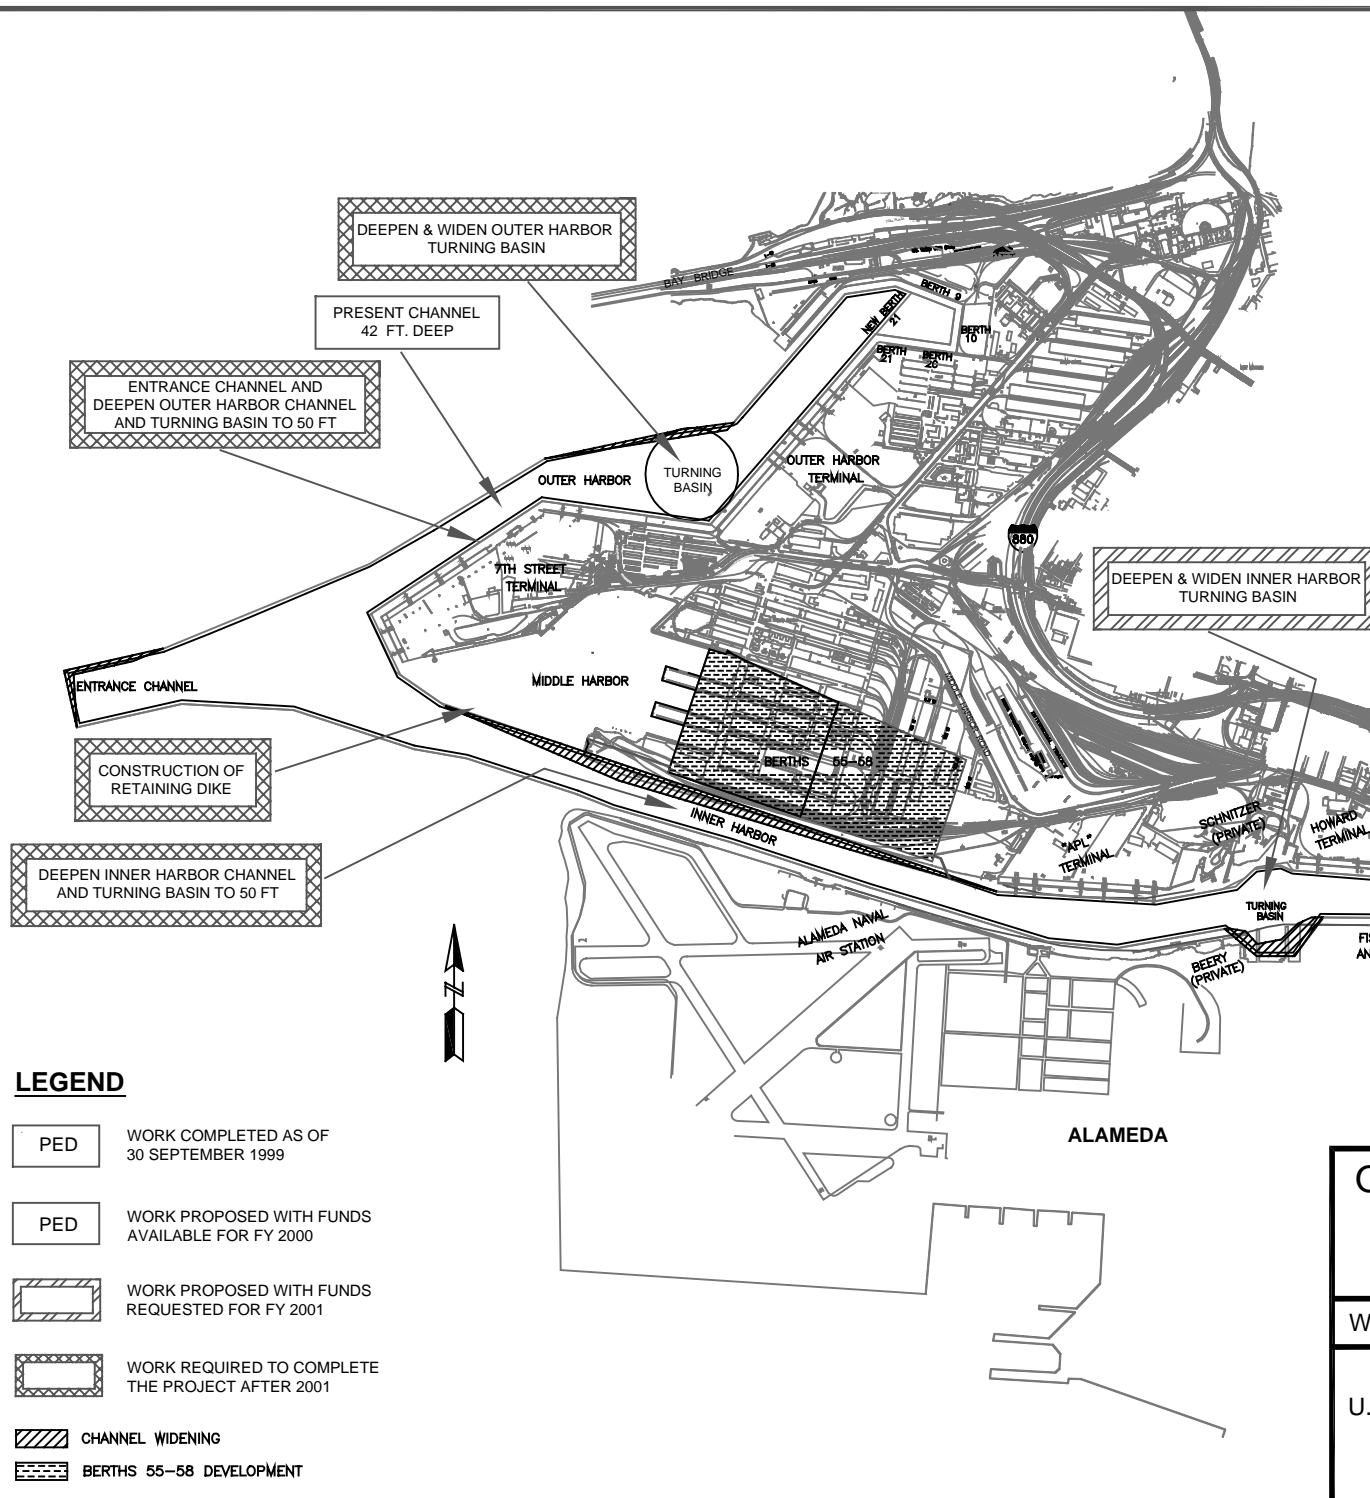 DEEPEN & WIDEN OUTER HARBOR
TURNING BASIN
PRESENT CHANNEL
42 FT. DEEP
ENTRANCE CHANNEL AND
DEEPEN OUTER HARBOR CHANNEL
AND TURNING BASIN TO 50 FT
BAY BRIDGE
BERTH 9
NEW BERTH
21
BERTH
10
BERTH
21
BERTH
OUTER HARBOR
TERMINAL
TURNING
BASIN
OUTER HARBOR
880
7TH STREET
TERMINAL
DEEPEN & WIDEN INNER HARBOR
TURNING BASIN
ENTRANCE CHANNEL
MIDDLE HARBOR
MIDDLE HARBOR ROAD
BERTHS 55-58
CONSTRUCTION OF
RETAINING DIKE
INNER HARBOR
SCHNITZER
(PRIVATE)
HOWARD
TERMINAL
"APL"
TERMINAL
DEEPEN INNER HARBOR CHANNEL
AND TURNING BASIN TO 50 FT
TURNING
BASIN
ALAMEDA NAVAL
AIR STATION
BEERY
(PRIVATE)
FIS
AN
N
ALAMEDA
LEGEND
PED
WORK COMPLETED AS OF
30 SEPTEMBER 1999
PED
WORK PROPOSED WITH FUNDS
AVAILABLE FOR FY 2000
WORK PROPOSED WITH FUNDS
REQUESTED FOR FY 2001
WORK REQUIRED TO COMPLETE
THE PROJECT AFTER 2001
CHANNEL WIDENING
BERTHS 55-58 DEVELOPMENT
W
U.